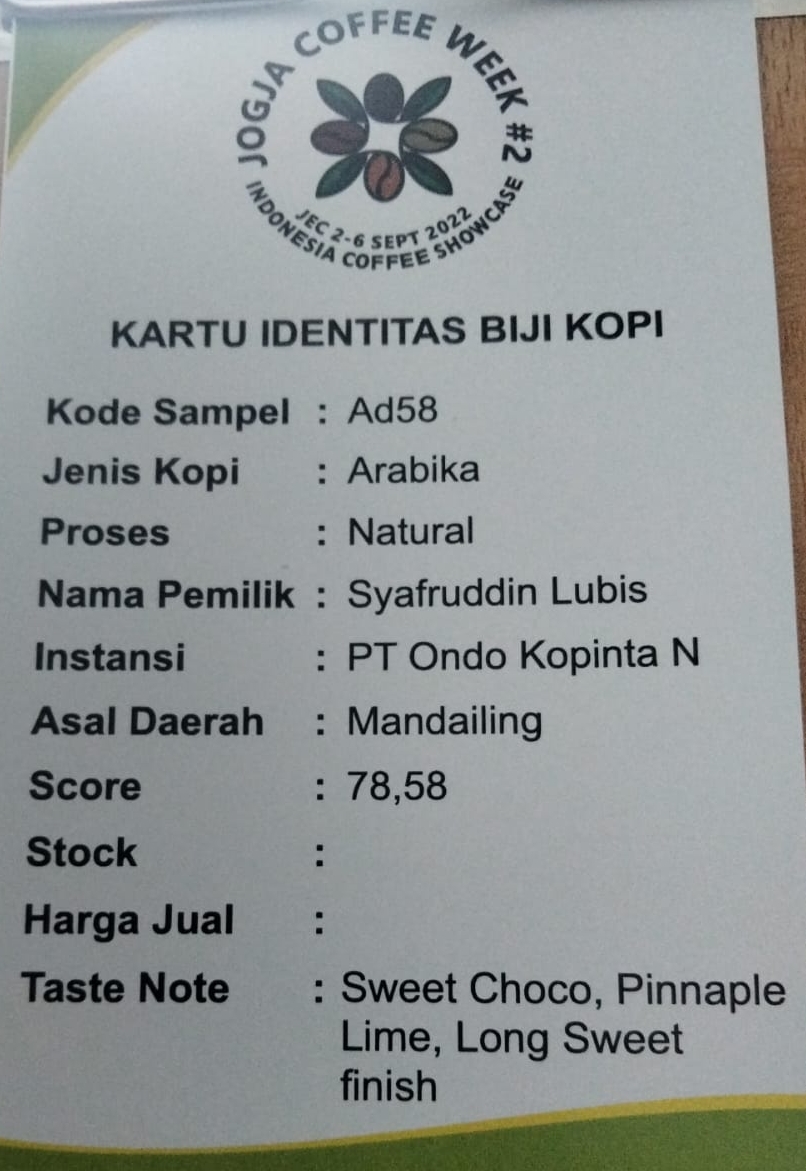 JOGJA COFFEE WEEK #2
JEC 2-6 SEPT 2022
INDONESIA COFFEE SHOWCASE
KARTU IDENTITAS BIJI KOPI
Kode Sampel : Ad58
Jenis Kopi : Arabika
Proses : Natural
Nama Pemilik : Syafruddin Lubis
Instansi : PT Ondo Kopinta N
Asal Daerah : Mandailing
Score : 78,58
Stock :
Harga Jual :
Taste Note : Sweet Choco, Pinnaple
Lime, Long Sweet
finish